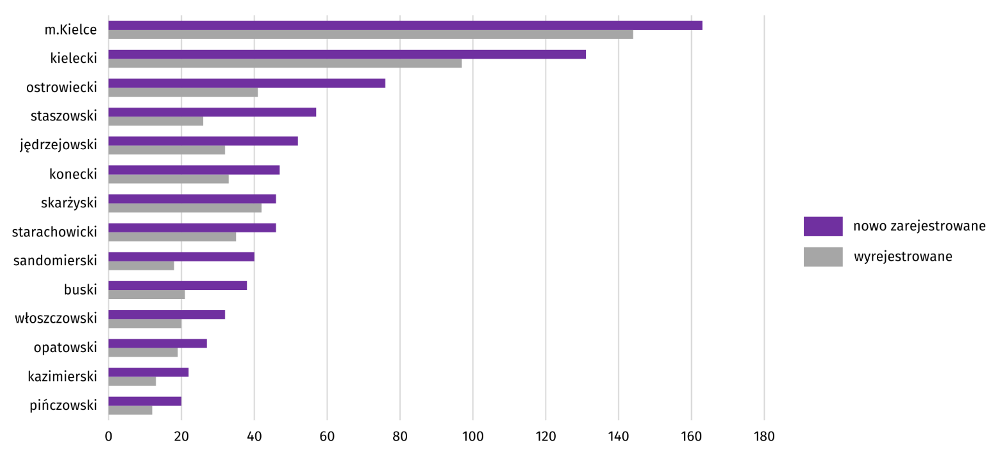 m.Kielce
kielecki
ostrowiecki
staszowski
jędrzejowski
konecki
skarżyski
starachowicki
sandomierski
buski
włoszczowski
opatowski
kazimierski
pińczowski
0 20 40 60 80 100 120 140 160 180
nowo zarejestrowane
wyrejestrowane